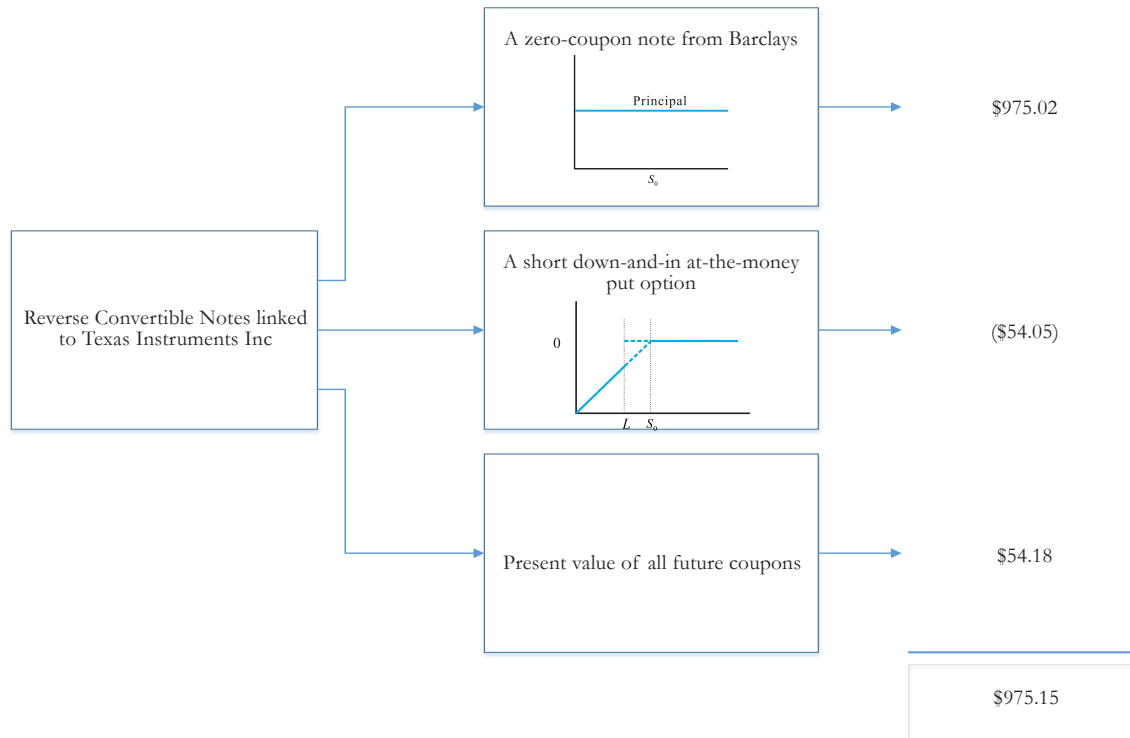 A zero-coupon note from Barclays
Principal
S₀
$975.02
Reverse Convertible Notes linked
to Texas Instruments Inc
A short down-and-in at-the-money
put option
0
L S₀
($54.05)
Present value of all future coupons
$54.18
$975.15